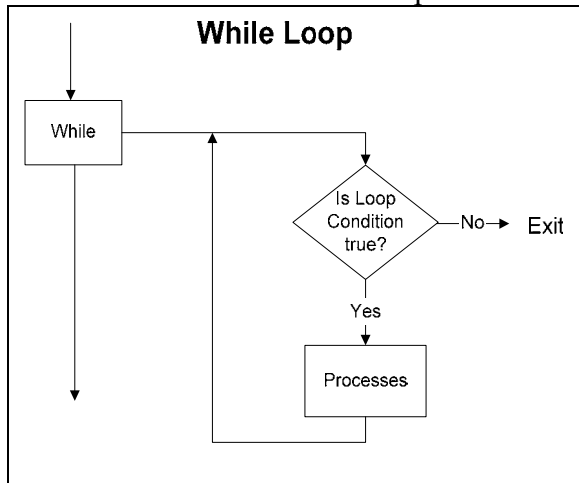 While Loop
While
Is Loop
Condition
true?
No
Exit
Yes
Processes